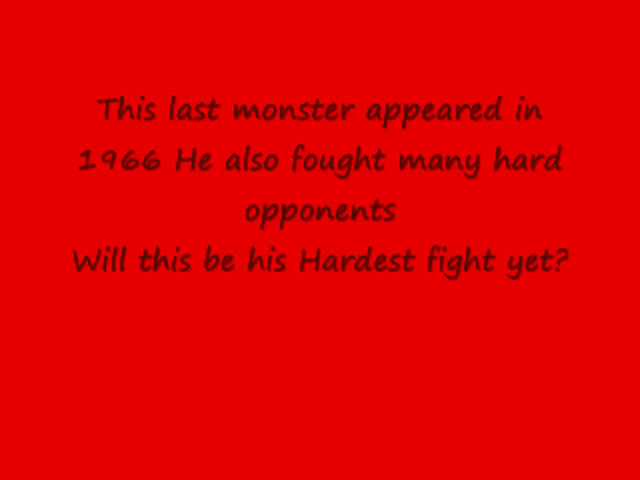 This last monster appeared in
1966 He also fought many hard
opponents
Will this be his Hardest fight yet?